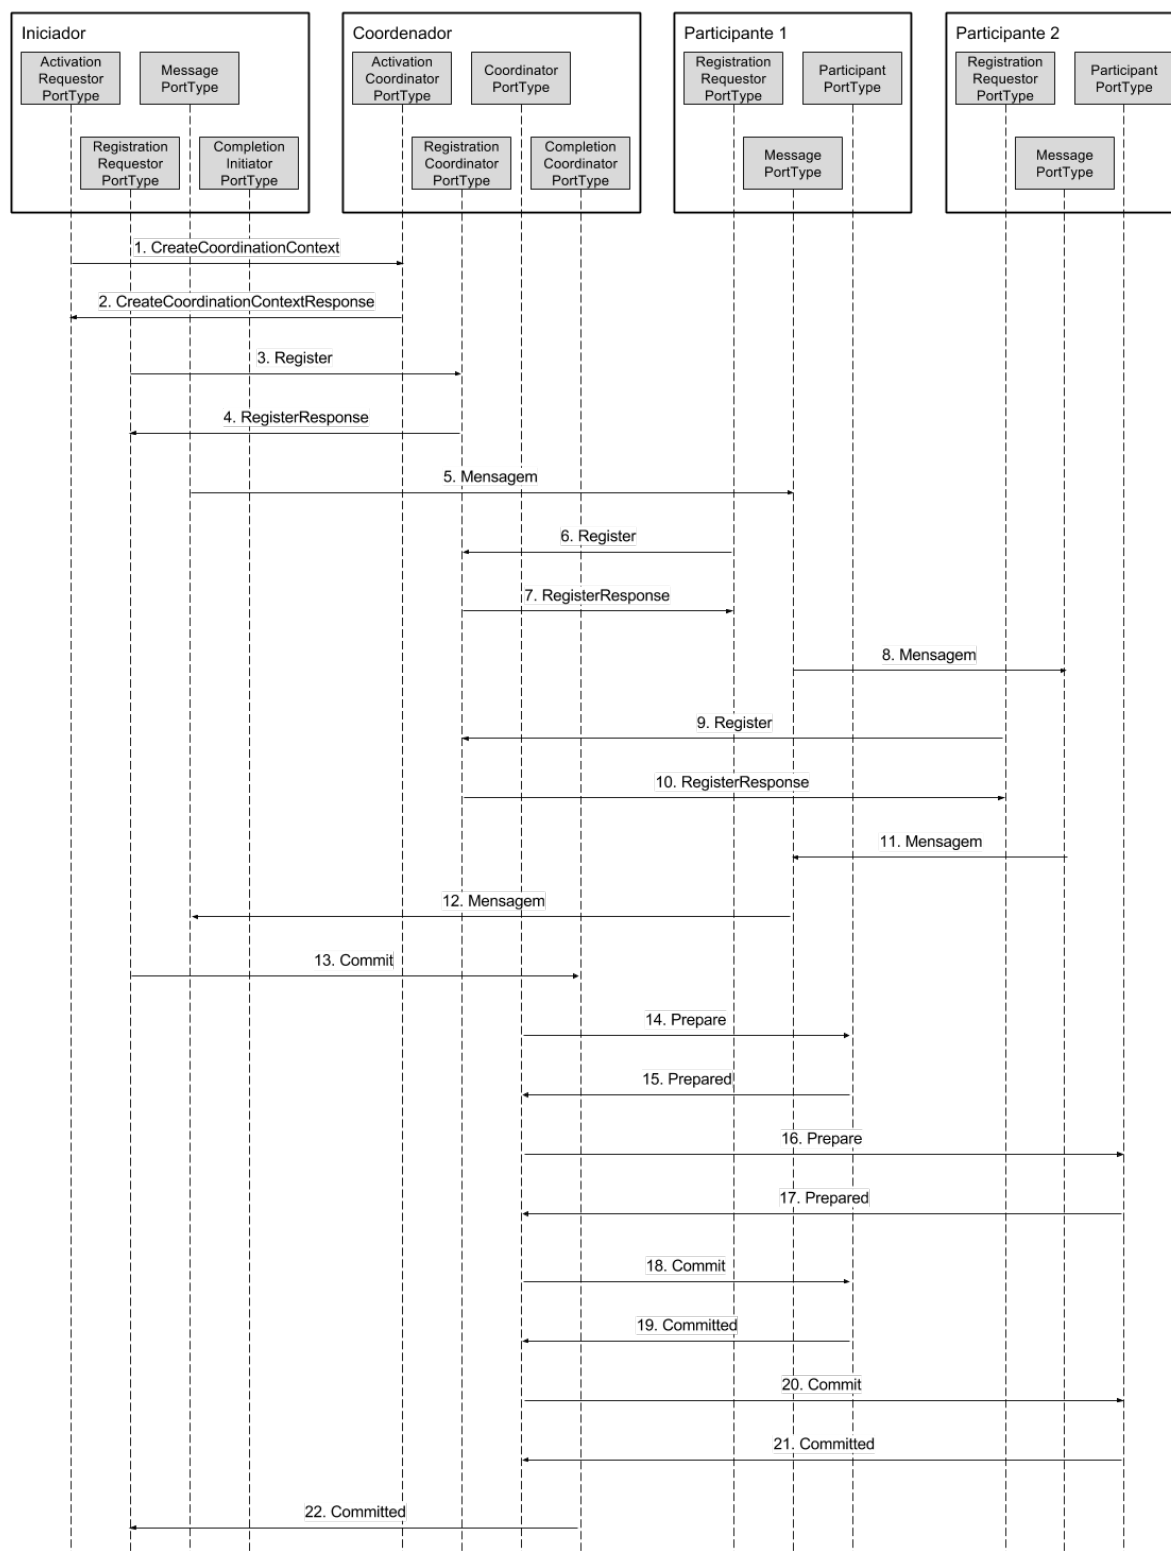 Iniciador
Activation
Requestor
PortType
Message
PortType
Registration
Requestor
PortType
Completion
Initiator
PortType
Coordenador
Activation
Coordinator
PortType
Coordinator
PortType
Registration
Coordinator
PortType
Completion
Coordinator
PortType
Participante 1
Registration
Requestor
PortType
Participant
PortType
Message
PortType
Participante 2
Registration
Requestor
PortType
Participant
PortType
Message
PortType
1. CreateCoordinationContext
2. CreateCoordinationContextResponse
3. Register
4. RegisterResponse
5. Mensagem
6. Register
7. RegisterResponse
8. Mensagem
9. Register
10. RegisterResponse
11. Mensagem
12. Mensagem
13. Commit
14. Prepare
15. Prepared
16. Prepare
17. Prepared
18. Commit
19. Committed
20. Commit
21. Committed
22. Committed